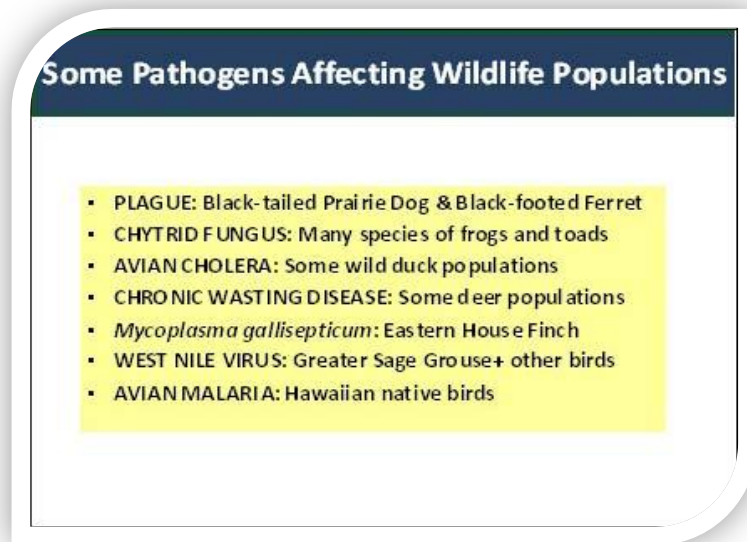 Some Pathogens Affecting Wildlife Populations
▪ PLAGUE: Black-tailed Prairie Dog & Black-footed Ferret
▪ CHYTRID FUNGUS: Many species of frogs and toads
▪ AVIAN CHOLERA: Some wild duck populations
▪ CHRONIC WASTING DISEASE: Some deer populations
▪ Mycoplasma gallisepticum: Eastern House Finch
▪ WEST NILE VIRUS: Greater Sage Grouse+ other birds
▪ AVIAN MALARIA: Hawaiian native birds